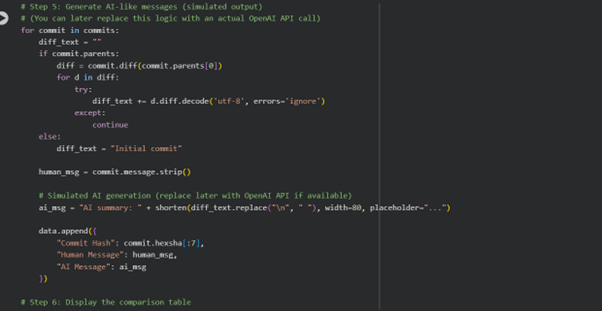 # Step 5: Generate AI-like messages (simulated output)
# (You can later replace this logic with an actual OpenAI API call)
for commit in commits:
    diff_text = ""
    if commit.parents:
        diff = commit.diff(commit.parents[0])
        for d in diff:
            try:
                diff_text += d.diff.decode('utf-8', errors='ignore')
            except:
                continue
    else:
        diff_text = "Initial commit"
    human_msg = commit.message.strip()
    # Simulated AI generation (replace later with OpenAI API if available)
    ai_msg = "AI summary: " + shorten(diff_text.replace("\n", " "), width=80, placeholder="...")
    data.append({
        "Commit Hash": commit.hexsha[:7],
        "Human Message": human_msg,
        "AI Message": ai_msg
    })
# Step 6: Display the comparison table